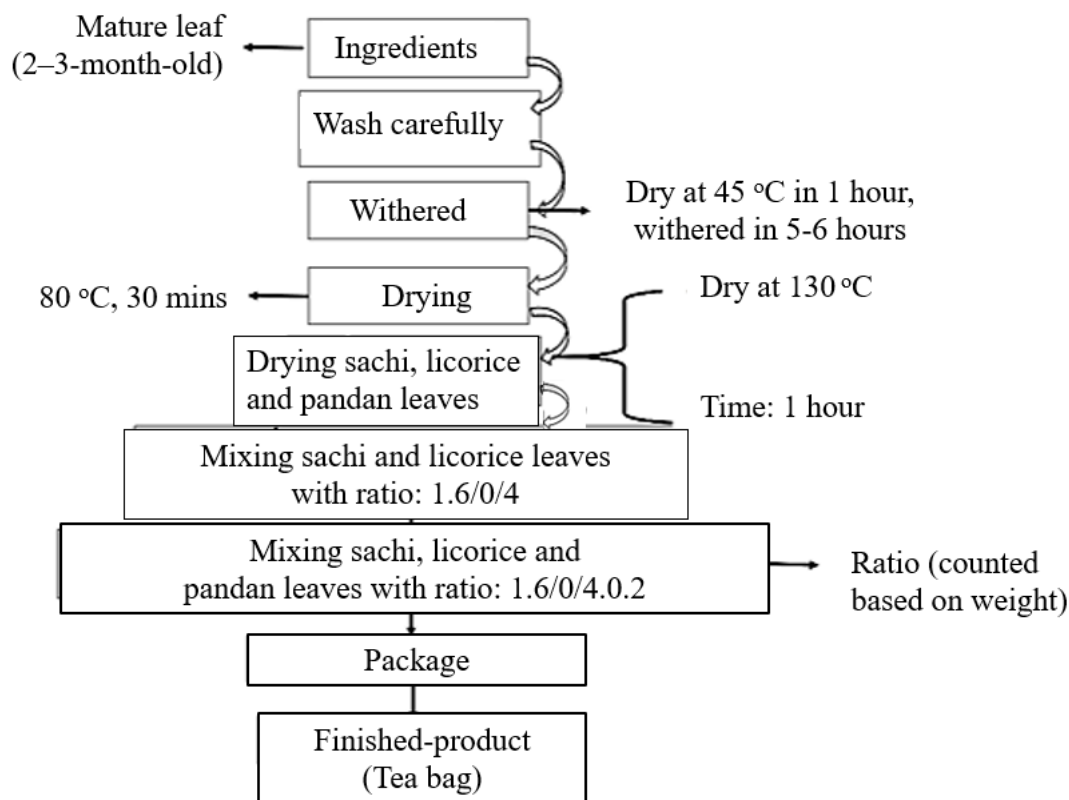 Mature leaf
(2–3-month-old)
Ingredients
Wash carefully
Withered
Dry at 45 °C in 1 hour,
withered in 5-6 hours
80 °C, 30 mins
Drying
Dry at 130 °C
Drying sachi, licorice
and pandan leaves
Time: 1 hour
Mixing sachi and licorice leaves
with ratio: 1.6/0/4
Mixing sachi, licorice and
pandan leaves with ratio: 1.6/0/4.0.2
Ratio (counted
based on weight)
Package
Finished-product
(Tea bag)